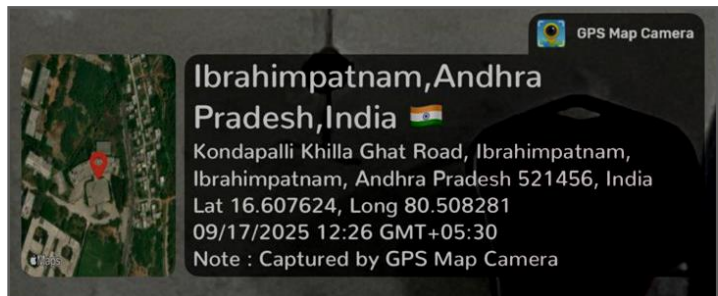 GPS Map Camera
Ibrahimpatnam,Andhra
Pradesh,India
Kondapalli Khilla Ghat Road, Ibrahimpatnam,
Ibrahimpatnam, Andhra Pradesh 521456, India
Lat 16.607624, Long 80.508281
09/17/2025 12:26 GMT+05:30
Note : Captured by GPS Map Camera
Maps